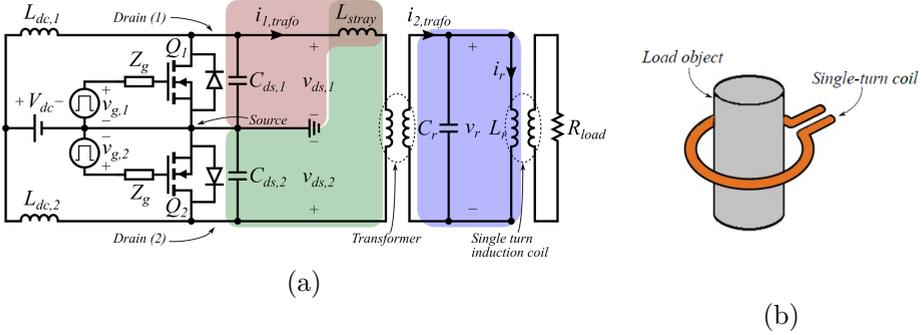 L_dc,1
Drain (1)
i_1,trafo
L_stray
i_2,trafo
Q_1
Z_g
+
+
+
+ V_dc −
v_g,1
−
C_ds,1
v_ds,1
i_r
Source
−
−
−
v_g,2
+
C_r
v_r
L_r
R_load
C_ds,2
v_ds,2
Z_g
Q_2
L_dc,2
+
−
Drain (2)
Transformer
Single turn
induction coil
(a)
Load object
Single-turn coil
(b)